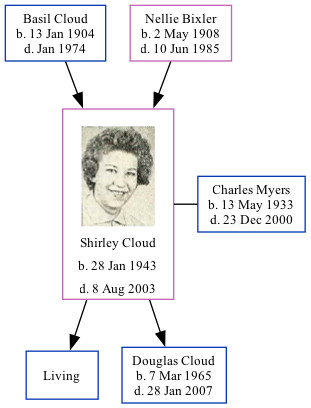 Basil Cloud
b. 13 Jan 1904
d. Jan 1974
Nellie Bixler
b. 2 May 1908
d. 10 Jun 1985
Shirley Cloud
b. 28 Jan 1943
d. 8 Aug 2003
Charles Myers
b. 13 May 1933
d. 23 Dec 2000
Living
Douglas Cloud
b. 7 Mar 1965
d. 28 Jan 2007